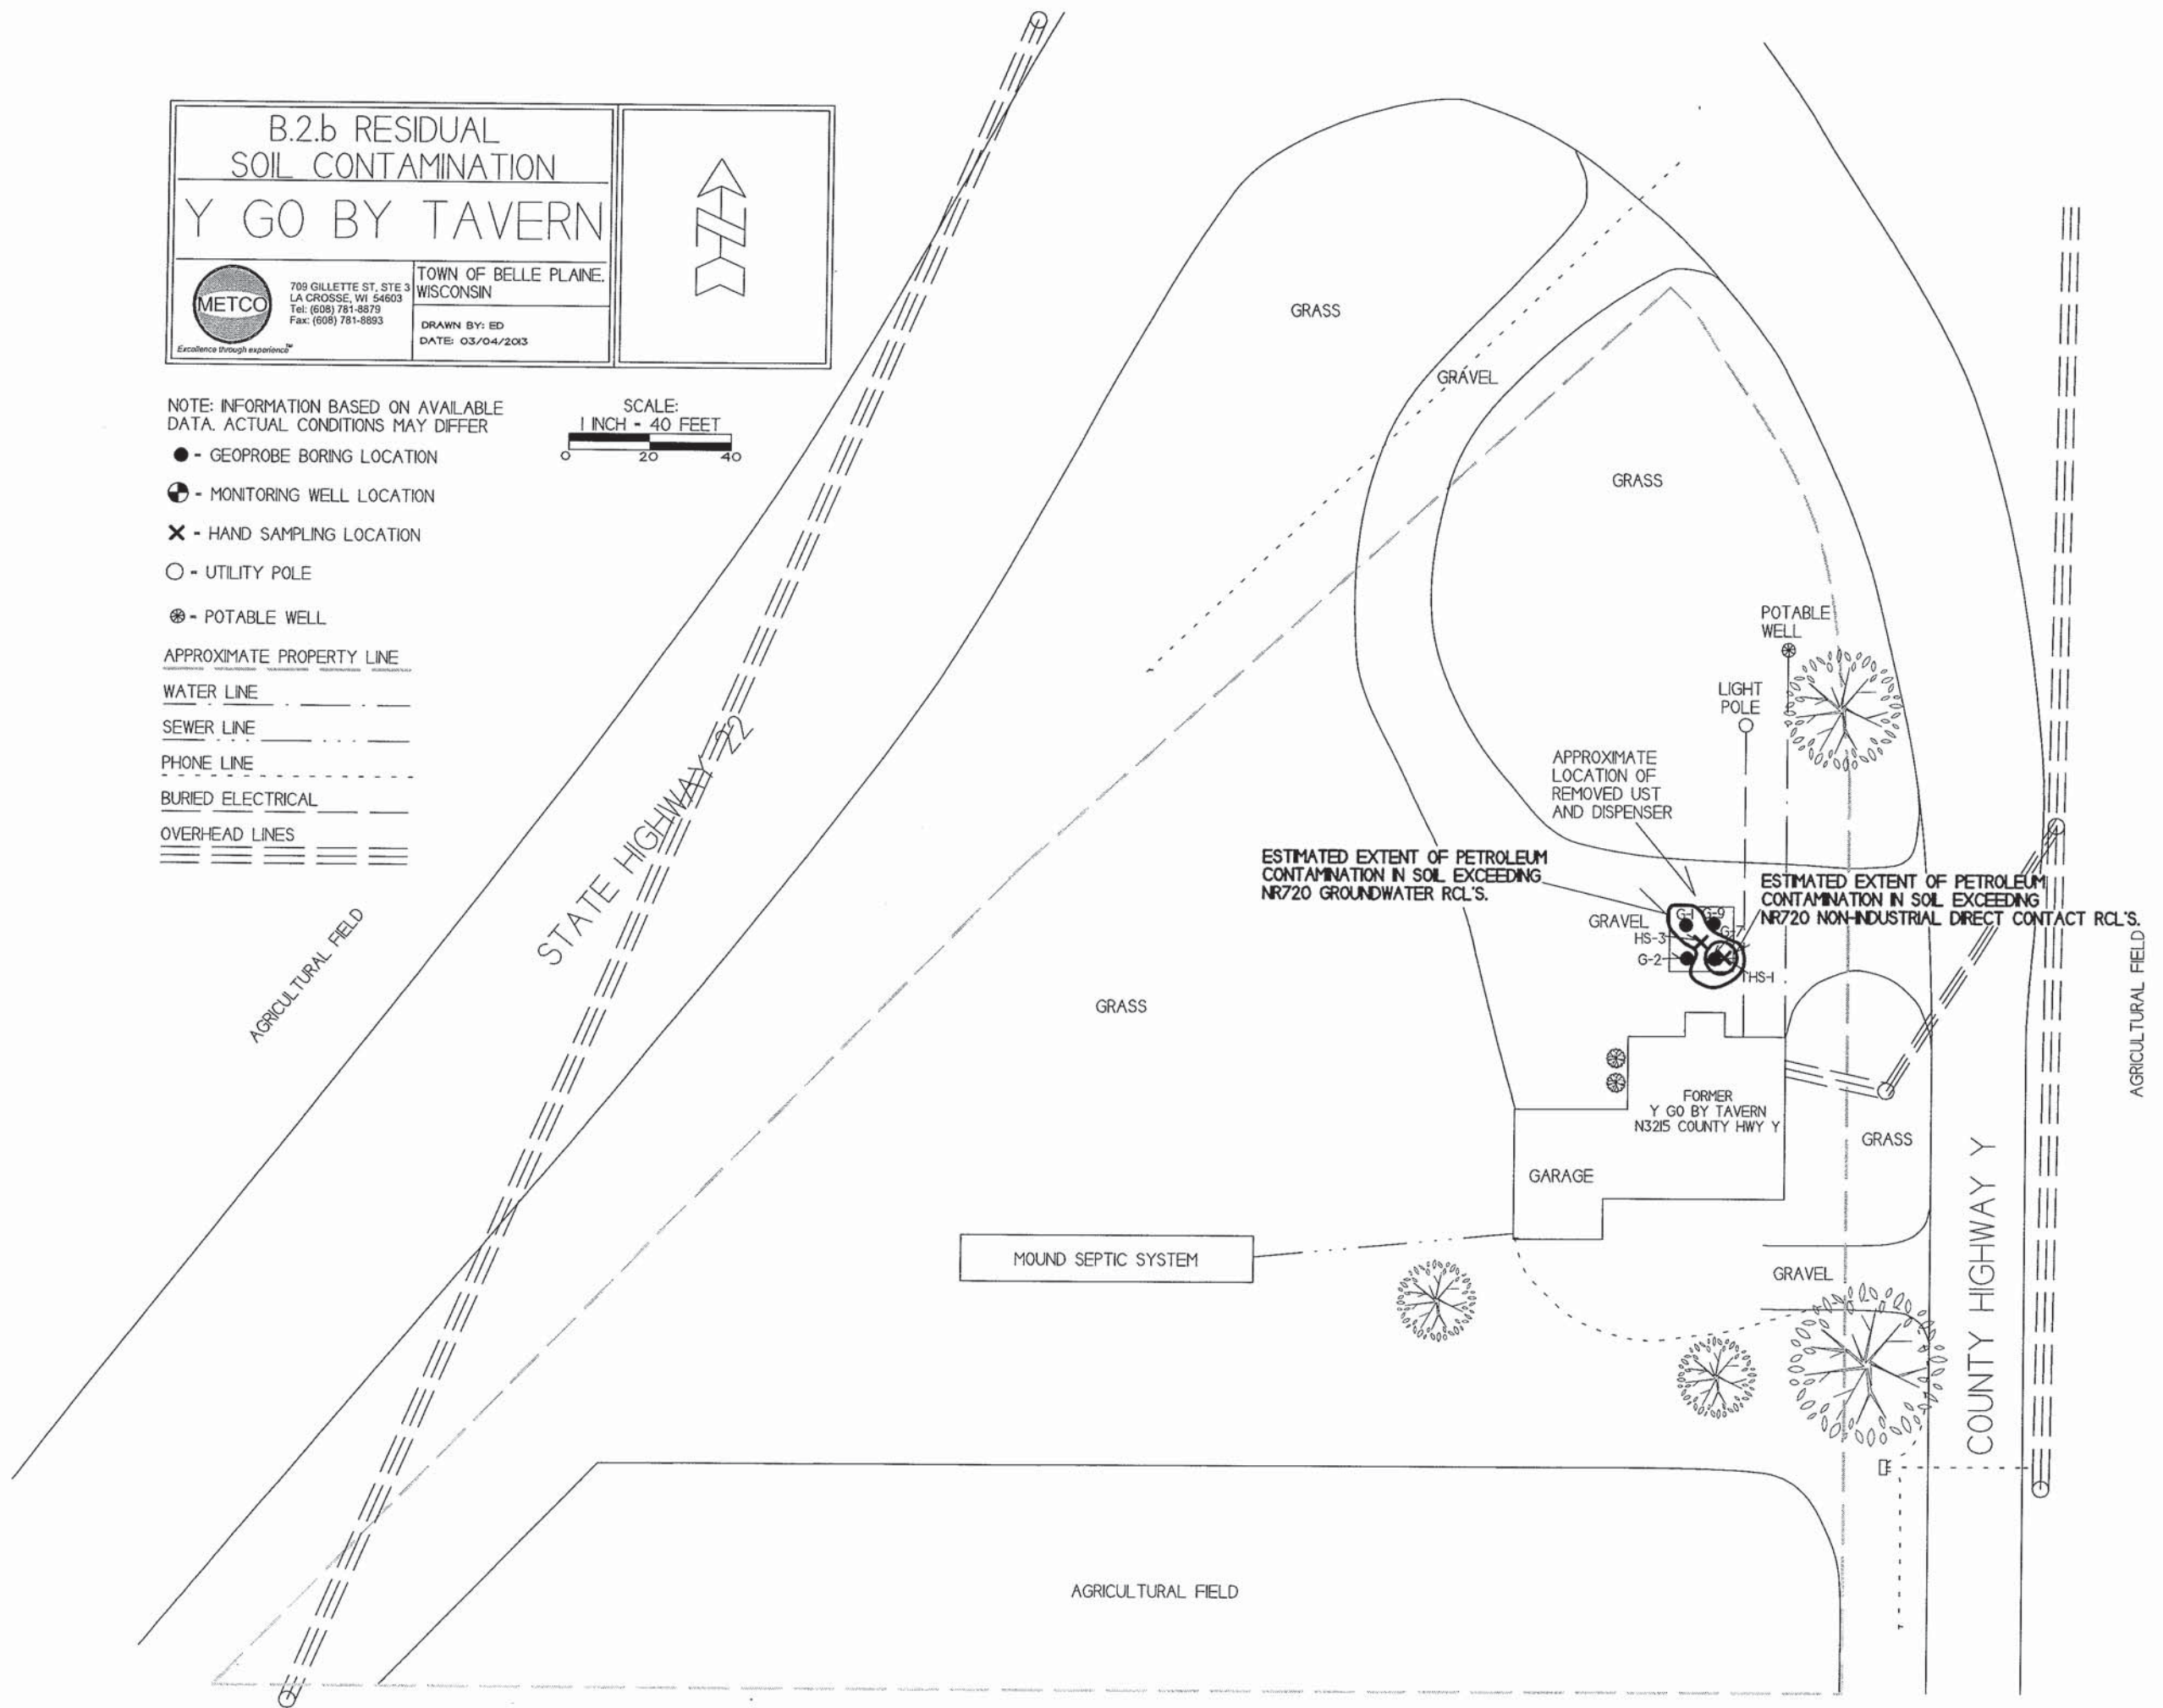 B.2.b RESIDUAL
SOIL CONTAMINATION
Y GO BY TAVERN
METCO
Excellence through experience™
709 GILLETTE ST, STE 3
LA CROSSE, WI 54603
Tel: (608) 781-8879
Fax: (608) 781-8893
TOWN OF BELLE PLAINE,
WISCONSIN
DRAWN BY: ED
DATE: 03/04/2013
N
NOTE: INFORMATION BASED ON AVAILABLE
DATA. ACTUAL CONDITIONS MAY DIFFER
SCALE:
1 INCH = 40 FEET
0 20 40
- GEOPROBE BORING LOCATION
- MONITORING WELL LOCATION
- HAND SAMPLING LOCATION
- UTILITY POLE
- POTABLE WELL
APPROXIMATE PROPERTY LINE
WATER LINE
SEWER LINE
PHONE LINE
BURIED ELECTRICAL
OVERHEAD LINES
AGRICULTURAL FIELD
STATE HIGHWAY 22
GRASS
GRAVEL
GRASS
POTABLE
WELL
LIGHT
POLE
APPROXIMATE
LOCATION OF
REMOVED UST
AND DISPENSER
ESTIMATED EXTENT OF PETROLEUM
CONTAMINATION IN SOIL EXCEEDING
NR720 GROUNDWATER RCL'S.
ESTIMATED EXTENT OF PETROLEUM
CONTAMINATION IN SOIL EXCEEDING
NR720 NON-INDUSTRIAL DIRECT CONTACT RCL'S.
GRAVEL
G-1
G-9
G-7
HS-3
G-2
HS-1
GRASS
AGRICULTURAL FIELD
FORMER
Y GO BY TAVERN
N3215 COUNTY HWY Y
GRASS
GARAGE
MOUND SEPTIC SYSTEM
GRAVEL
COUNTY HIGHWAY Y
AGRICULTURAL FIELD